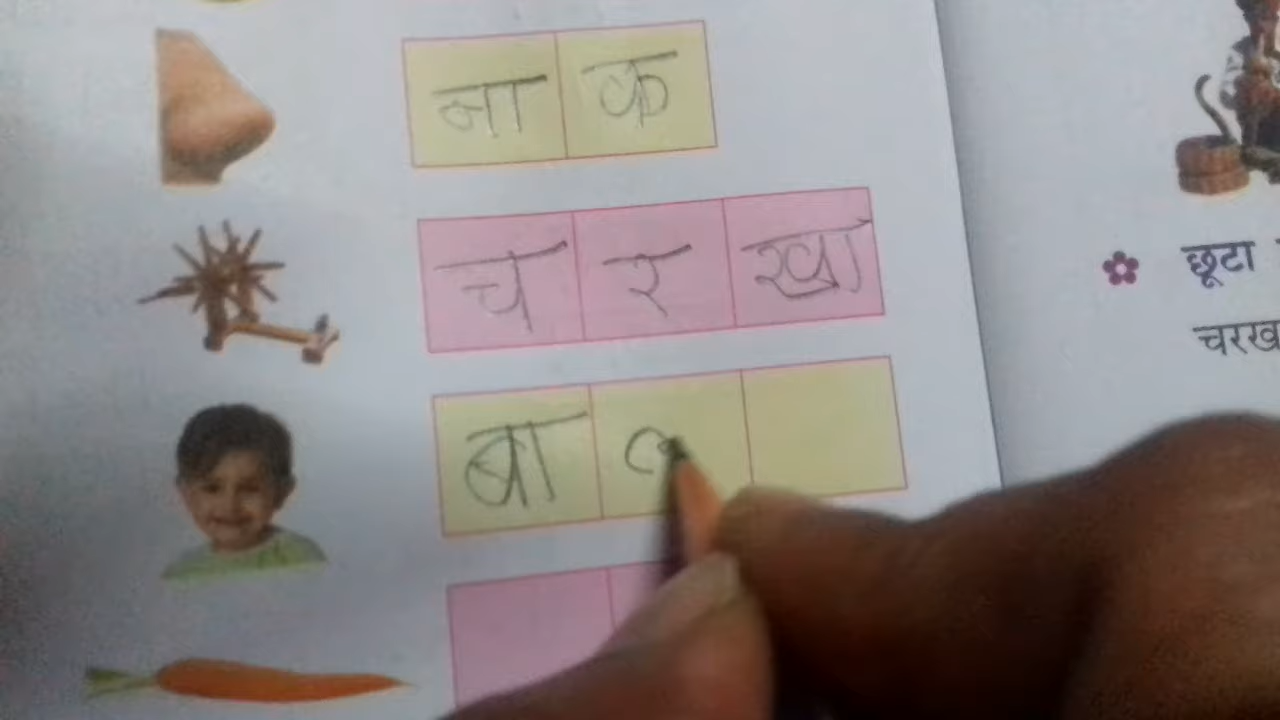 ना क
च र खा
बा
छूटा
चरख